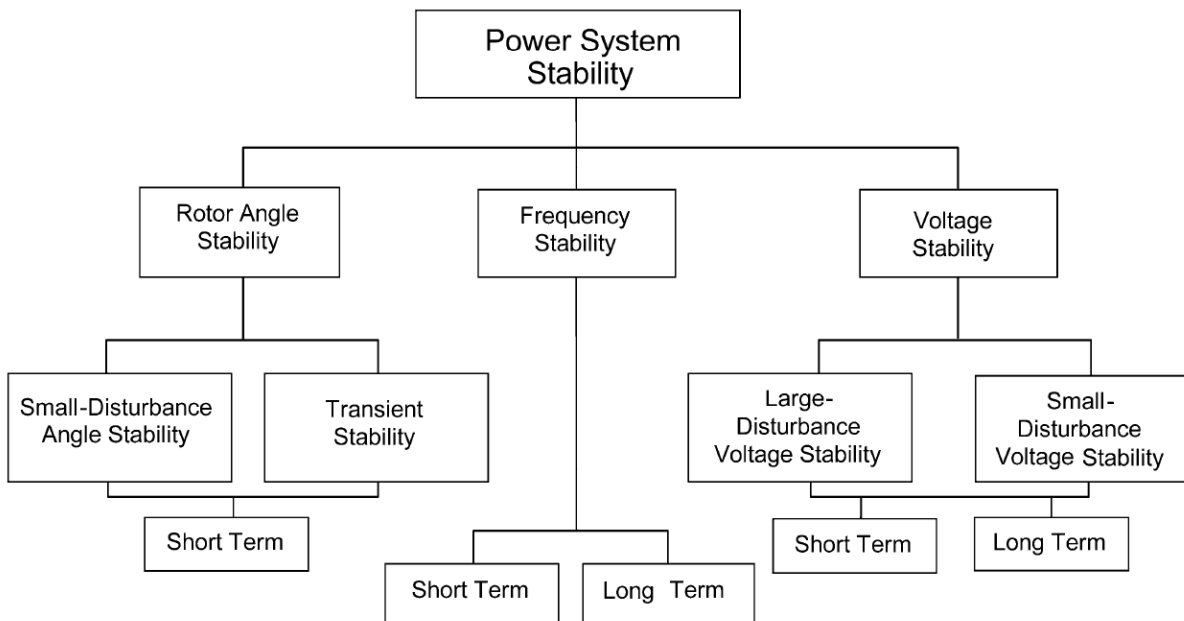 Power System
Stability
Rotor Angle
Stability
Frequency
Stability
Voltage
Stability
Small-Disturbance
Angle Stability
Transient
Stability
Large-
Disturbance
Voltage Stability
Small-
Disturbance
Voltage Stability
Short Term
Short Term
Long Term
Short Term
Long Term